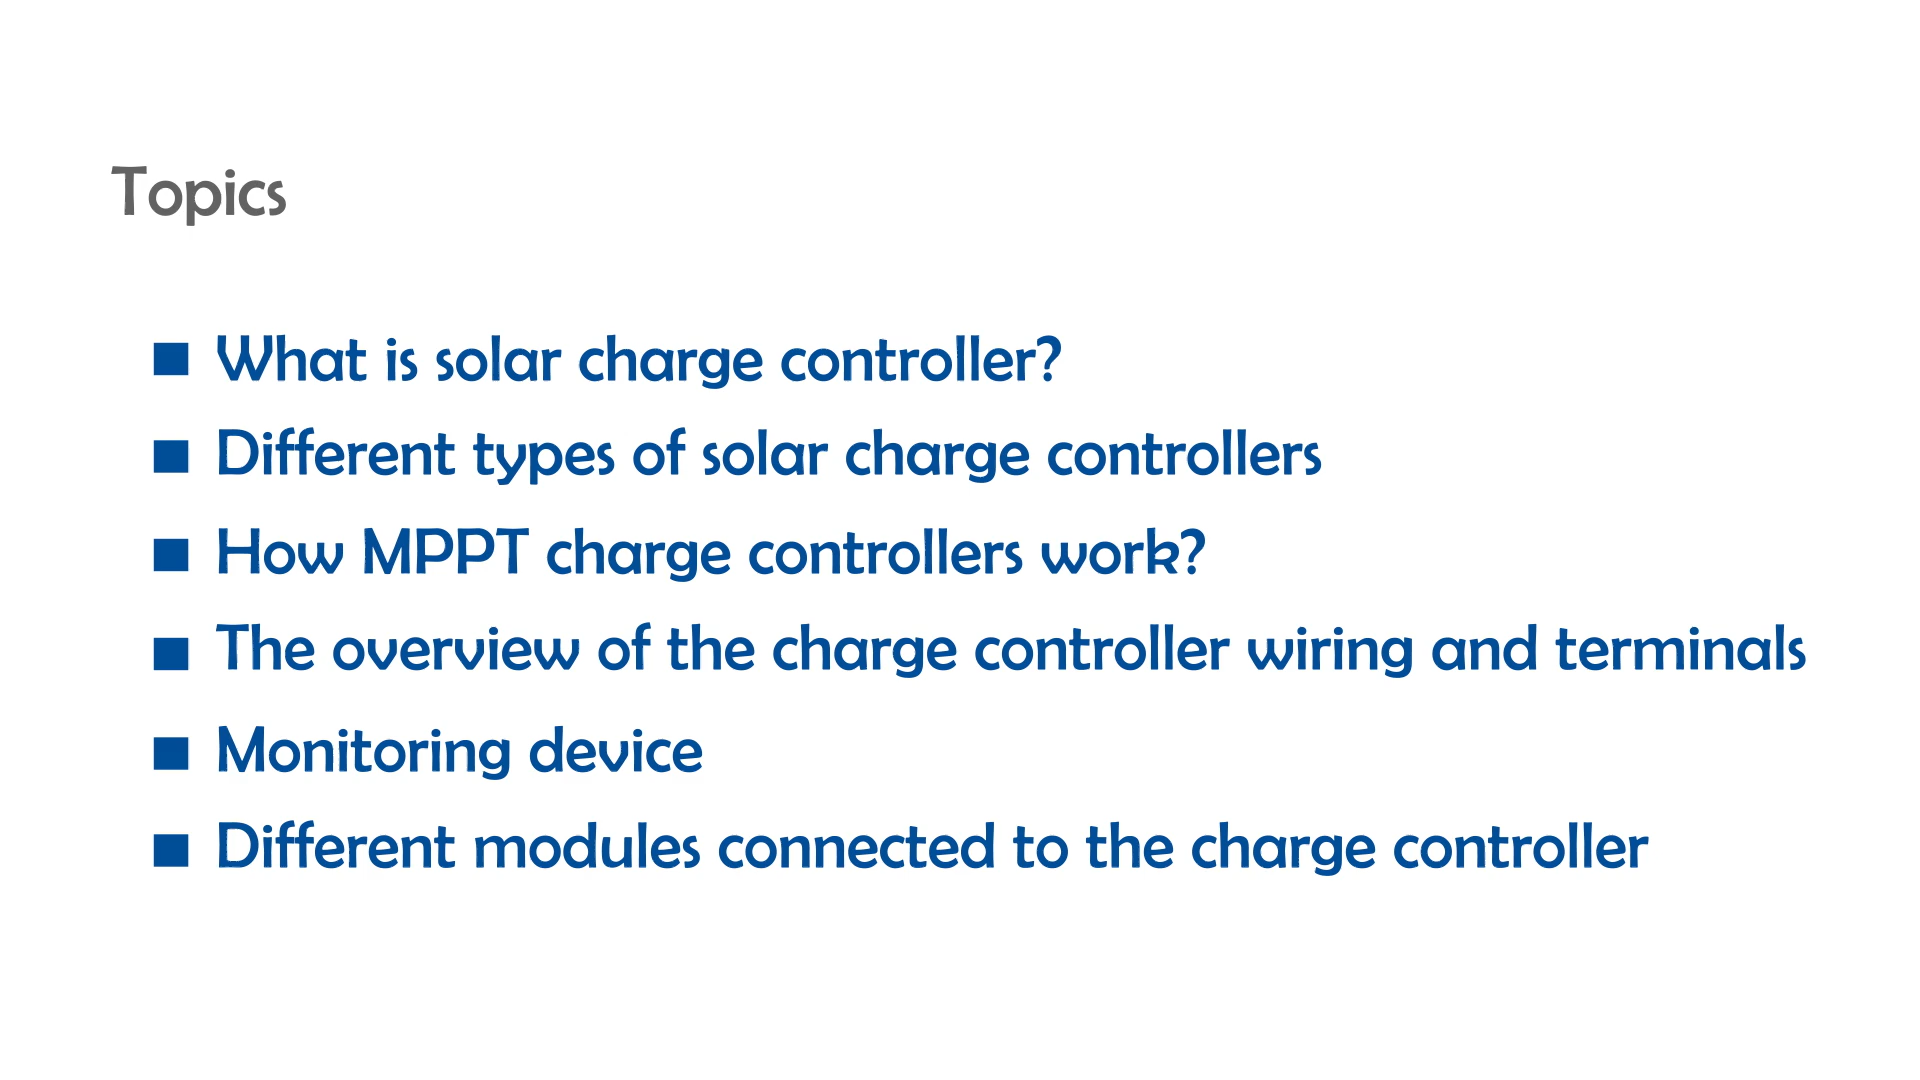 Topics
What is solar charge controller?
Different types of solar charge controllers
How MPPT charge controllers work?
The overview of the charge controller wiring and terminals
Monitoring device
Different modules connected to the charge controller